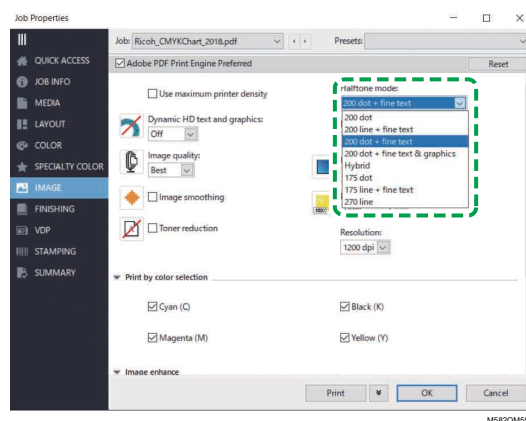 Job Properties
Job: Ricoh_CMYKChart_2018.pdf
Presets:
QUICK ACCESS
JOB INFO
MEDIA
LAYOUT
COLOR
SPECIALTY COLOR
IMAGE
FINISHING
VDP
STAMPING
SUMMARY
Adobe PDF Print Engine Preferred
Reset
Use maximum printer density
Dynamic HD text and graphics:
Off
Image quality:
Best
Image smoothing
Toner reduction
Halftone mode:
200 dot + fine text
200 dot
200 line + fine text
200 dot + fine text
200 dot + fine text & graphics
Hybrid
175 dot
175 line + fine text
270 line
Resolution:
1200 dpi
Print by color selection
Cyan (C)
Black (K)
Magenta (M)
Yellow (Y)
Image enhance
Print
OK
Cancel